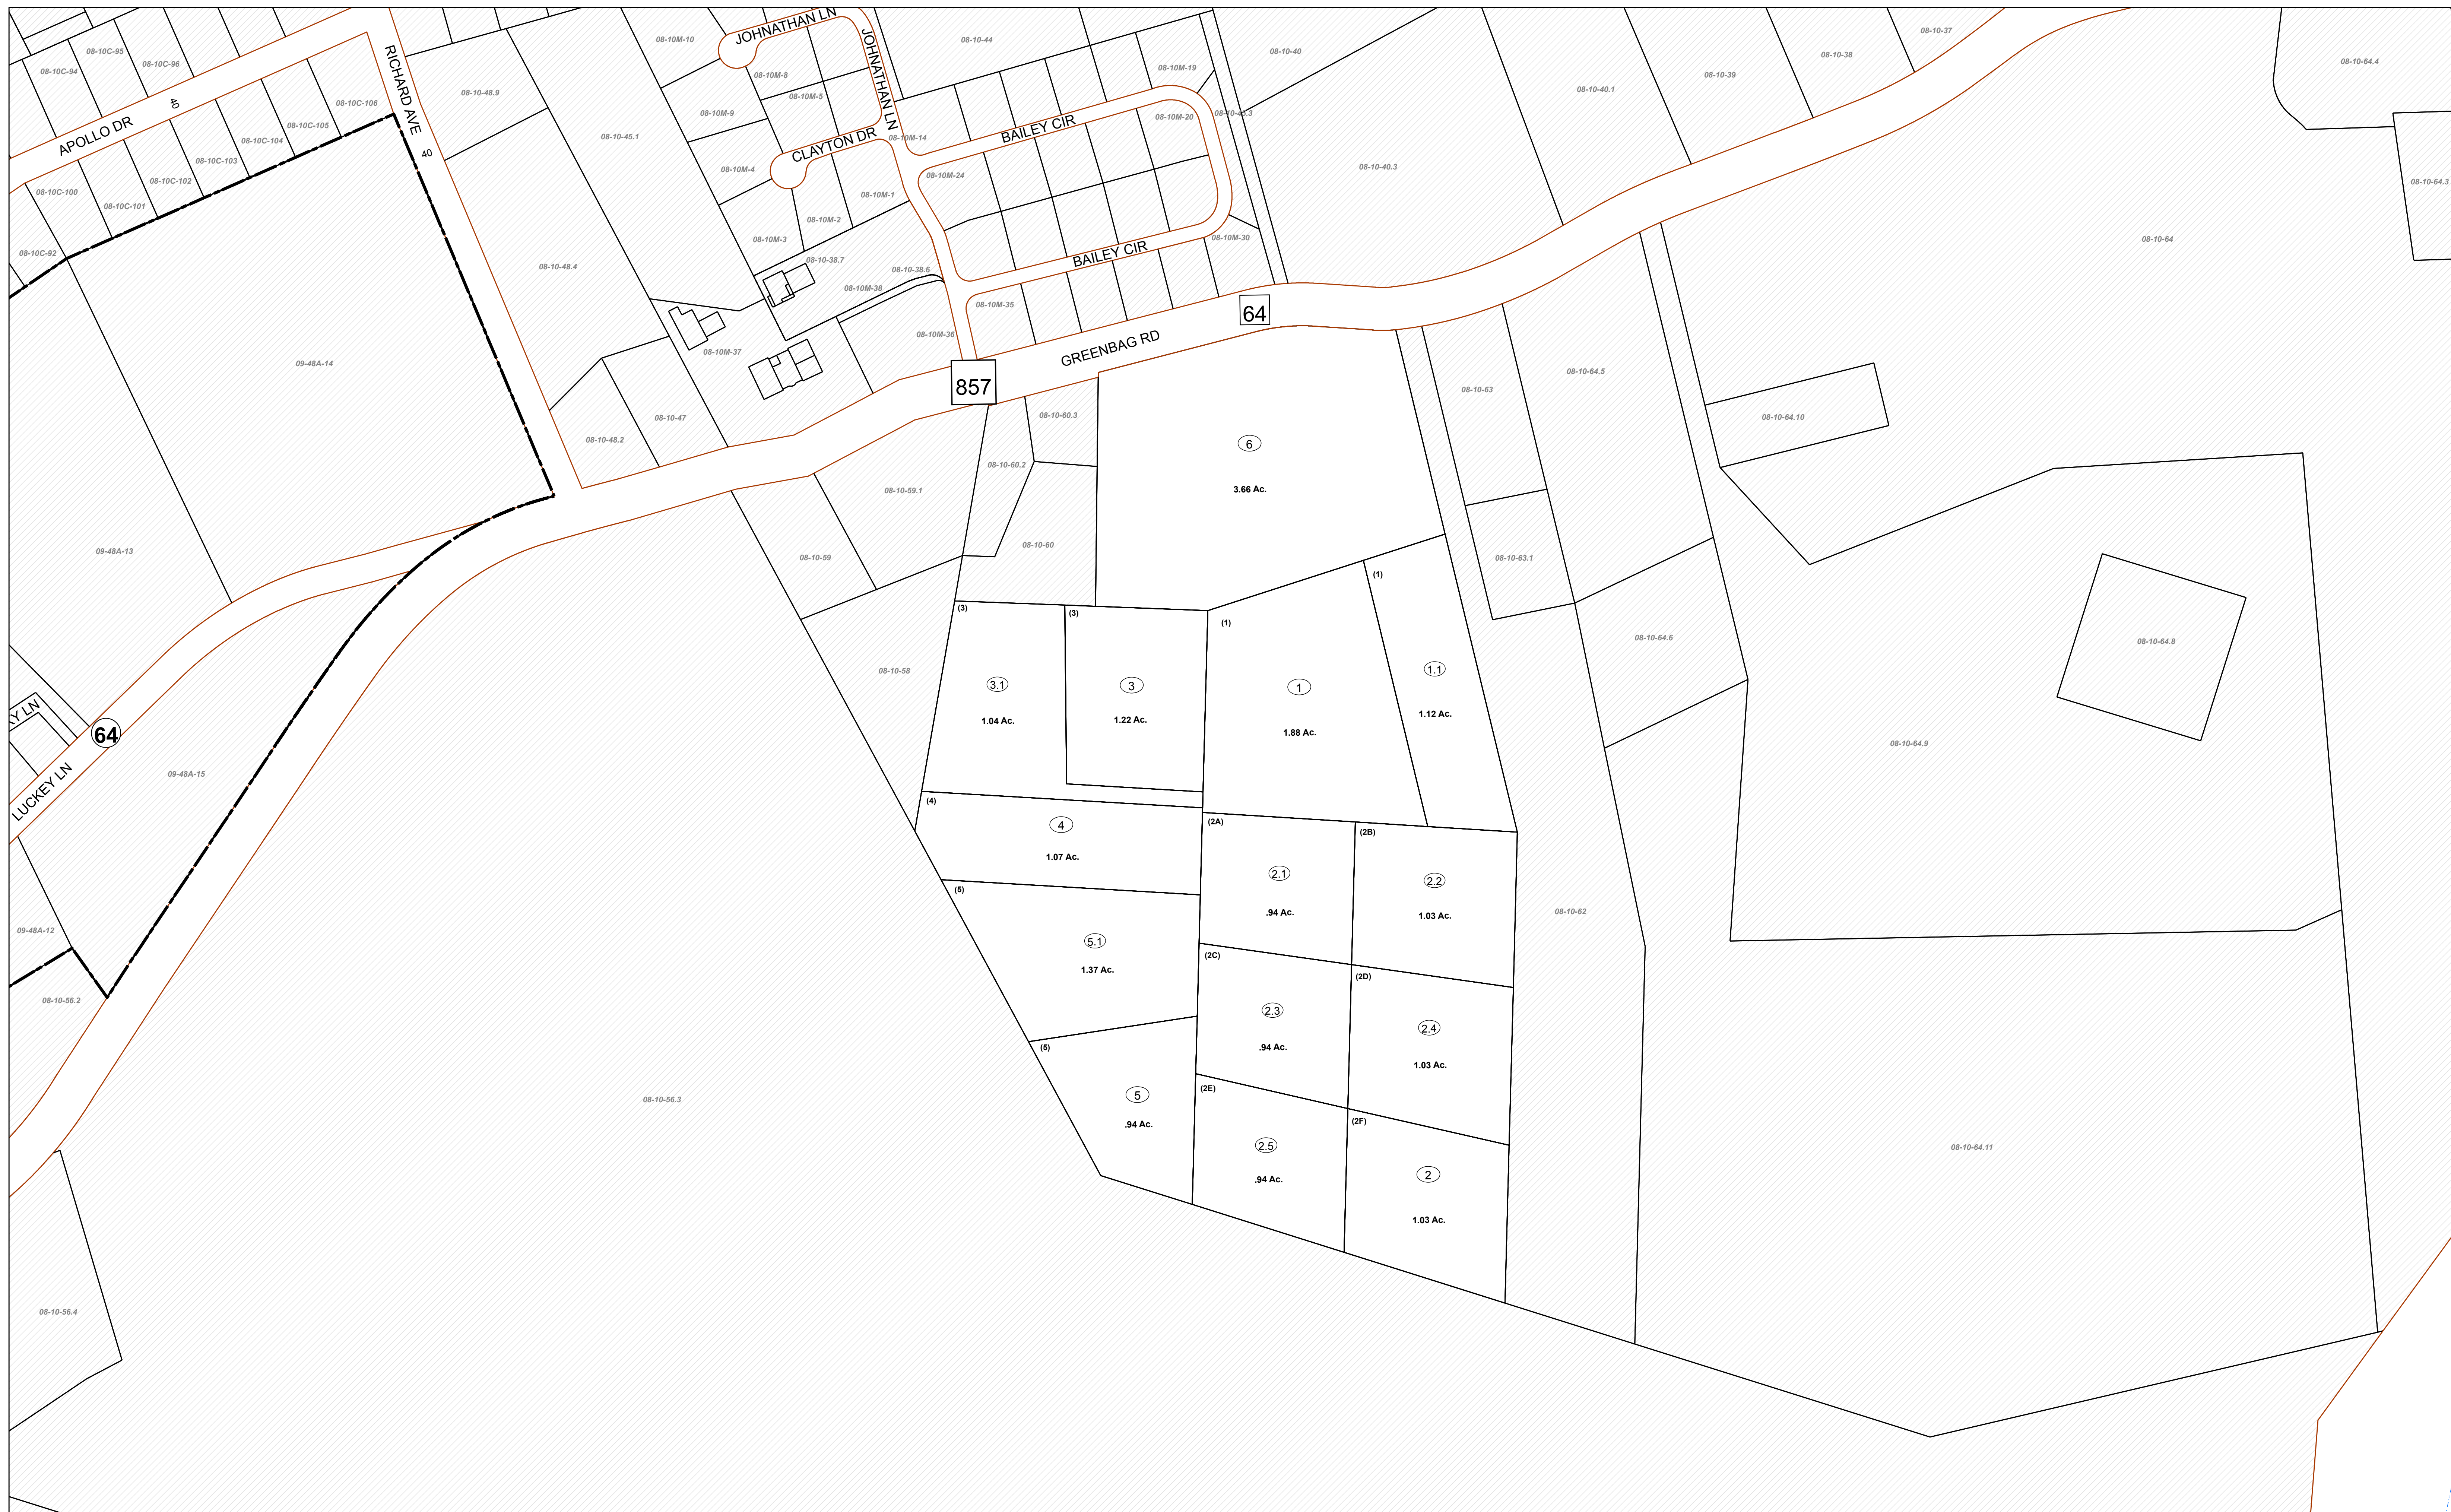 JOHNATHAN LN
08-10-37
08-10M-10
08-10-44
08-10C-95
08-10-40
08-10-38
08-10-64.4
08-10C-96
08-10C-94
RICHARD AVE
JOHNATHAN LN
08-10M-19
08-10M-8
08-10-39
08-10-48.9
08-10-40.1
08-10M-5
08-10C-106
40
08-10M-9
08-10M-20
08-10C-105
APOLLO DR
BAILEY CIR
08-10-45.1
08-10M-14
08-10C-104
CLAYTON DR
40
08-10C-103
08-10-40.3
08-10M-4
08-10M-24
08-10C-102
08-10-64.3
08-10C-100
08-10M-1
08-10C-101
08-10M-2
08-10M-3
08-10M-30
08-10-64
BAILEY CIR
08-10C-92
08-10-38.7
08-10-48.4
08-10-38.6
08-10M-38
08-10M-35
64
08-10M-36
GREENBAG RD
08-10M-37
09-48A-14
08-10-64.5
857
08-10-63
08-10-60.3
08-10-47
08-10-64.10
08-10-48.2
6
08-10-60.2
3.66 Ac.
08-10-59.1
08-10-60
09-48A-13
08-10-59
08-10-63.1
(1)
(3)
(3)
(1)
08-10-64.6
08-10-64.8
08-10-58
1.1
3.1
3
1
64
1.04 Ac.
1.22 Ac.
1.12 Ac.
1.88 Ac.
08-10-64.9
09-48A-15
LUCKEY LN
(4)
4
(2A)
(2B)
1.07 Ac.
2.1
2.2
(5)
.94 Ac.
1.03 Ac.
08-10-62
09-48A-12
5.1
(2C)
1.37 Ac.
(2D)
08-10-56.2
2.3
2.4
(5)
.94 Ac.
1.03 Ac.
(2E)
5
08-10-56.3
(2F)
.94 Ac.
2.5
08-10-64.11
2
.94 Ac.
1.03 Ac.
08-10-56.4